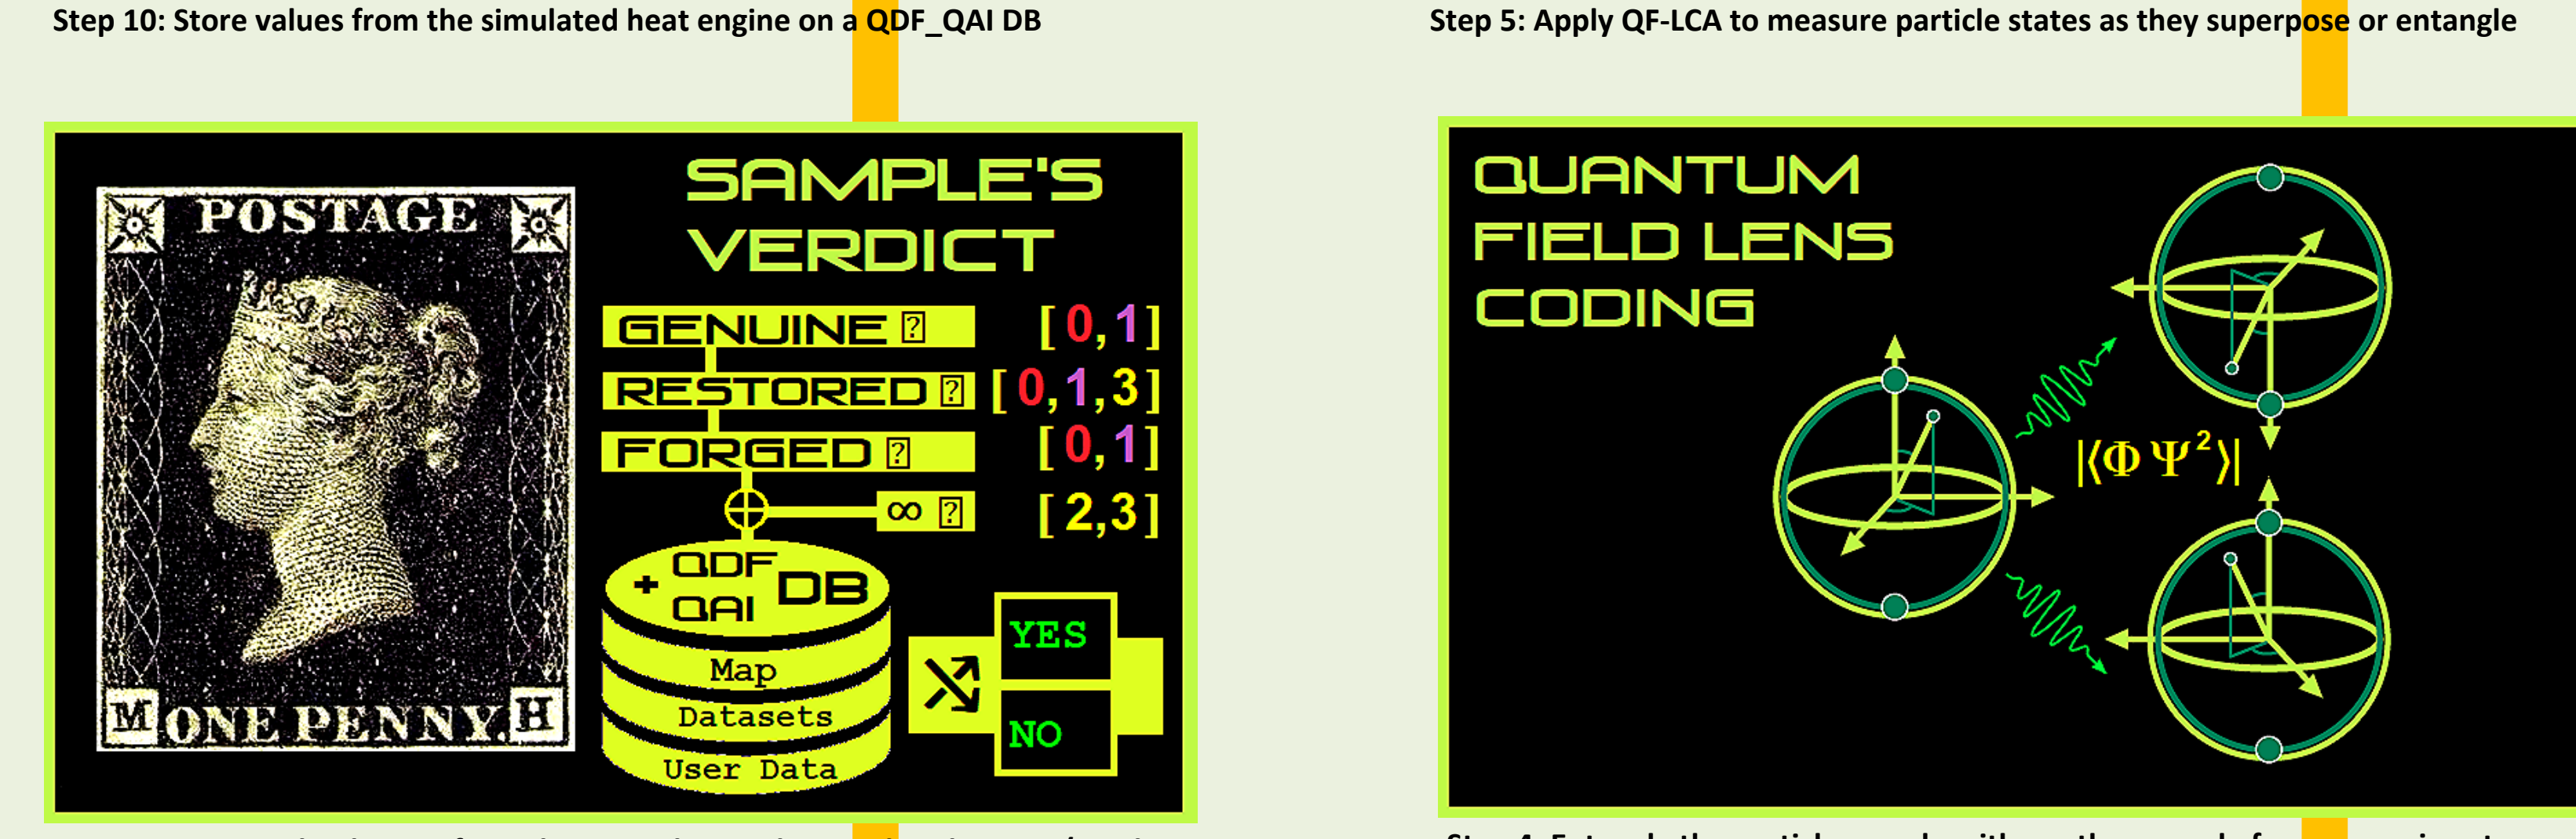 Step 10: Store values from the simulated heat engine on a QDF_QAI DB
POSTAGE
M ONE PENNY. H
SAMPLE'S
VERDICT
GENUINE ? [0,1]
RESTORED ? [0,1,3]
FORGED ? [0,1]
∞ ? [2,3]
+ QDF QAI DB
Map
Datasets
User Data
YES
NO
Step 5: Apply QF-LCA to measure particle states as they superpose or entangle
QUANTUM
FIELD LENS
CODING
|⟨Φ Ψ²⟩|